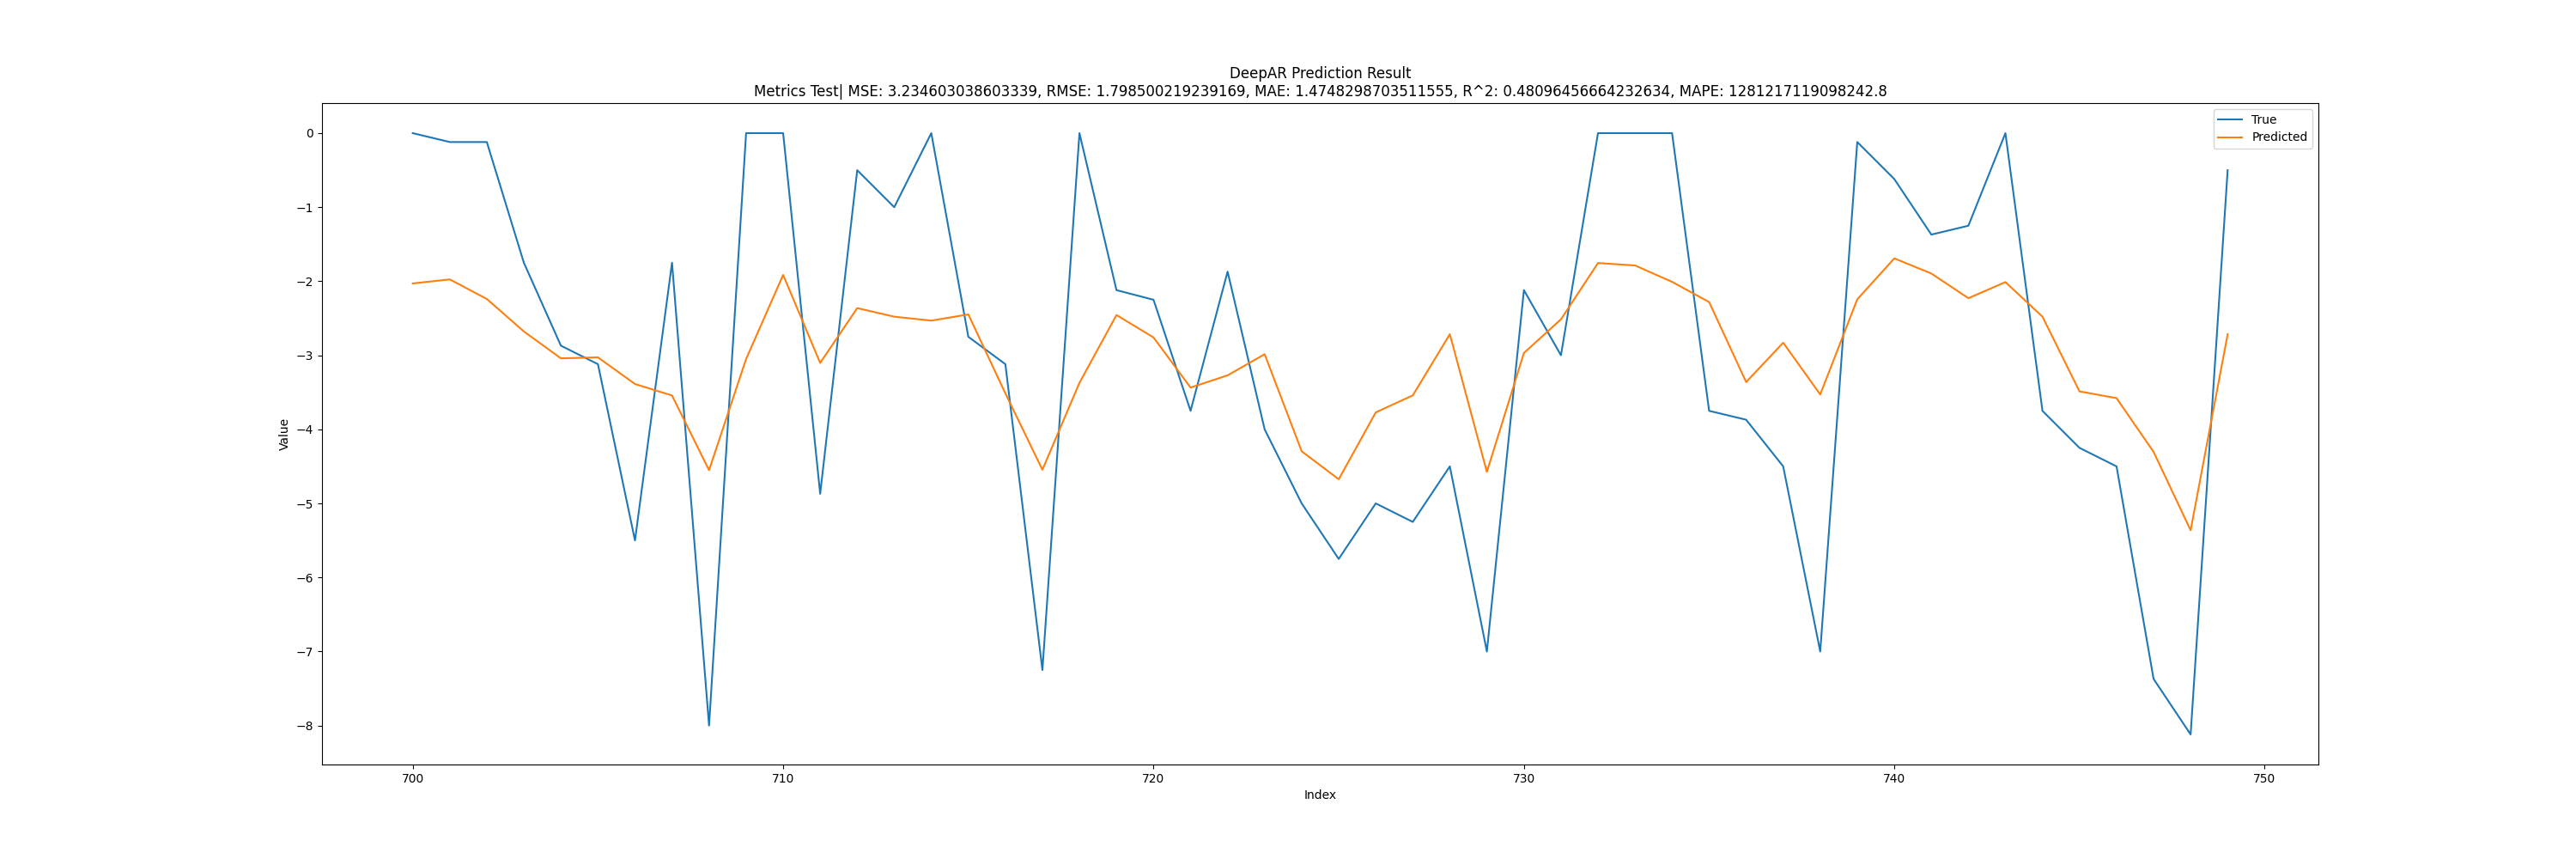 DeepAR Prediction Result
Metrics Test| MSE: 3.234603038603339, RMSE: 1.798500219239169, MAE: 1.4748298703511555, R^2: 0.48096456664232634, MAPE: 1281217119098242.8
True
Predicted
0
−1
−2
−3
−4
−5
−6
−7
−8
Value
700
710
720
730
740
750
Index